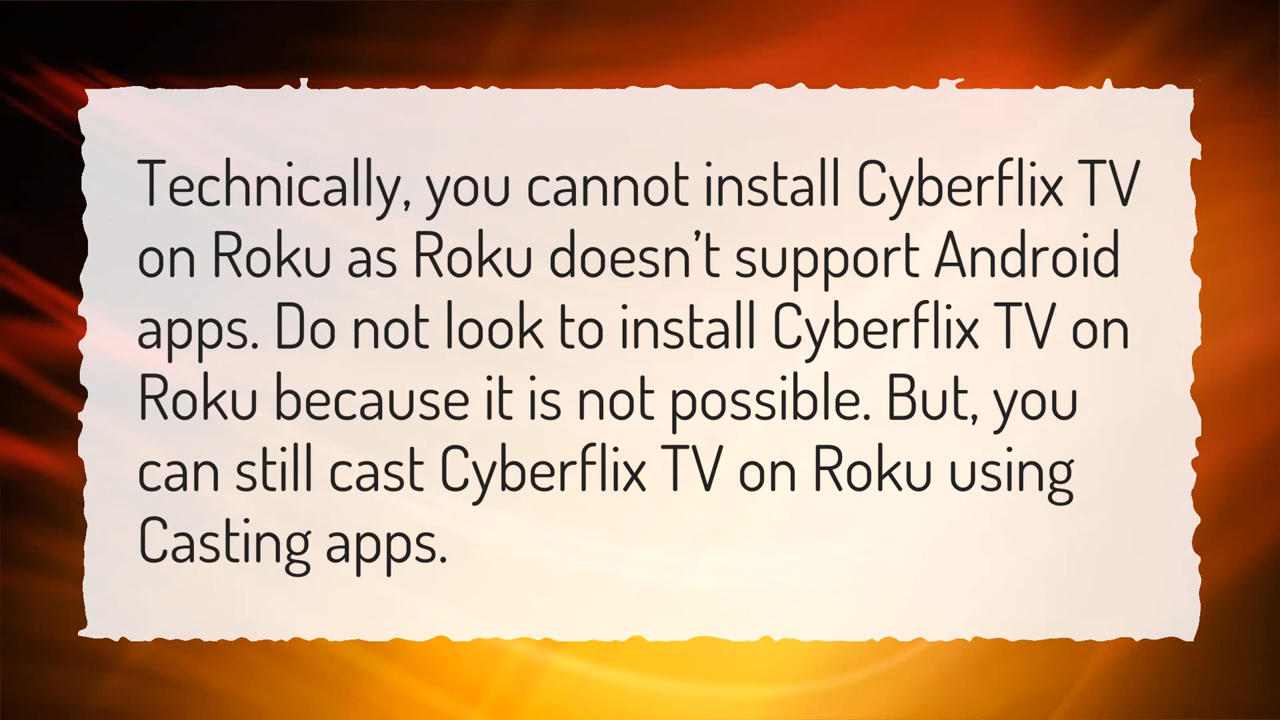 Technically, you cannot install Cyberflix TV
on Roku as Roku doesn’t support Android
apps. Do not look to install Cyberflix TV on
Roku because it is not possible. But, you
can still cast Cyberflix TV on Roku using
Casting apps.